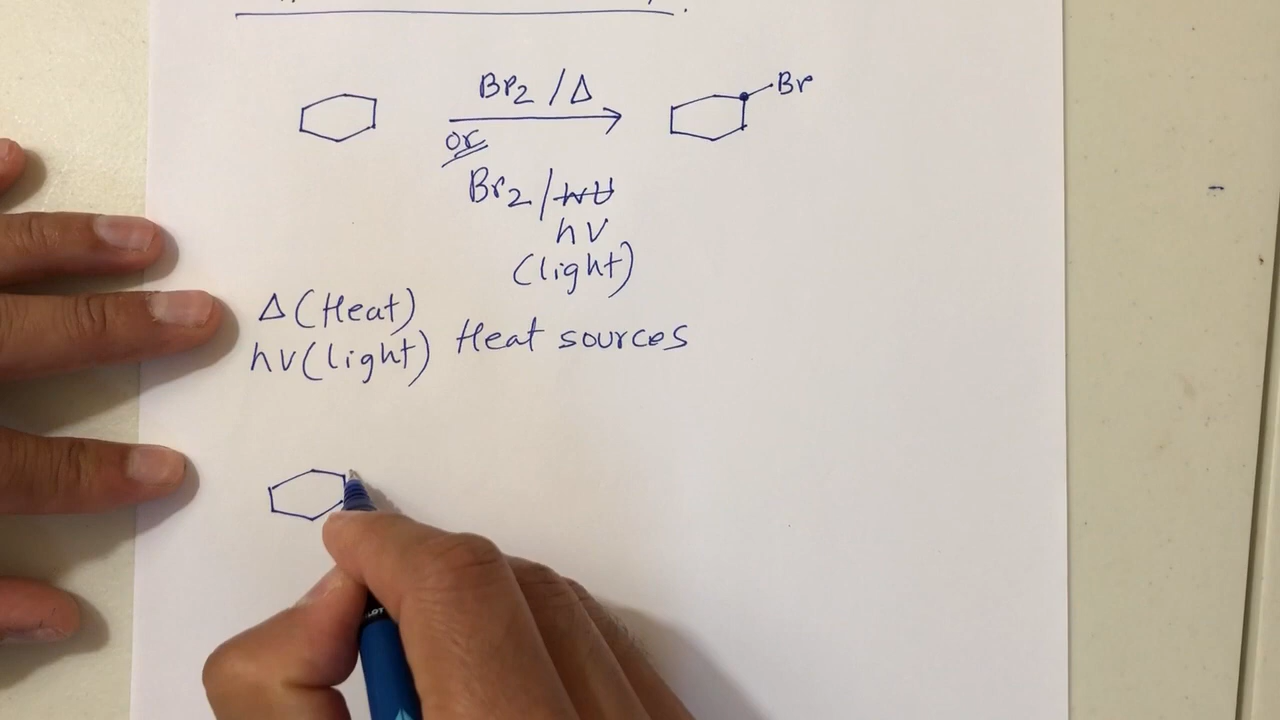 Br2 / Δ
Br
or
Br2 /
hν
(light)
Δ (Heat)
hν (light) Heat sources